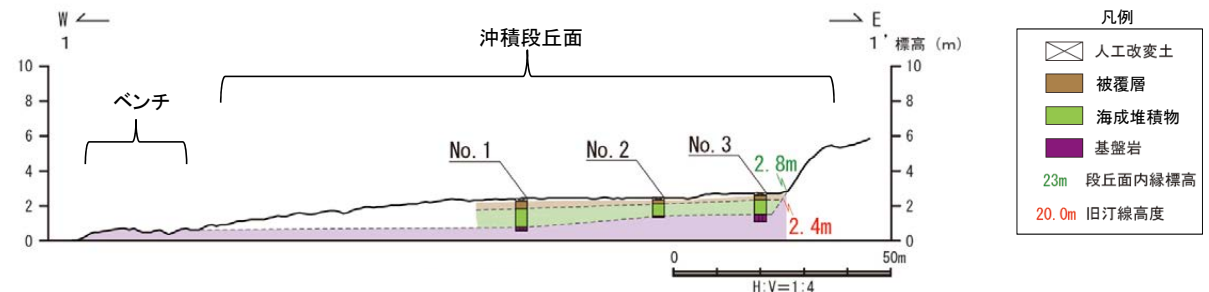 W E
1 1'
沖積段丘面
標高 (m)
ベンチ
10 10
8 8
6 6
4 4
2 2
0 0
No. 1
No. 2
No. 3
2.8m
2.4m
0 50m
H:V=1:4
凡例
人工改変土
被覆層
海成堆積物
基盤岩
23m 段丘面内縁標高
20.0m 旧汀線高度